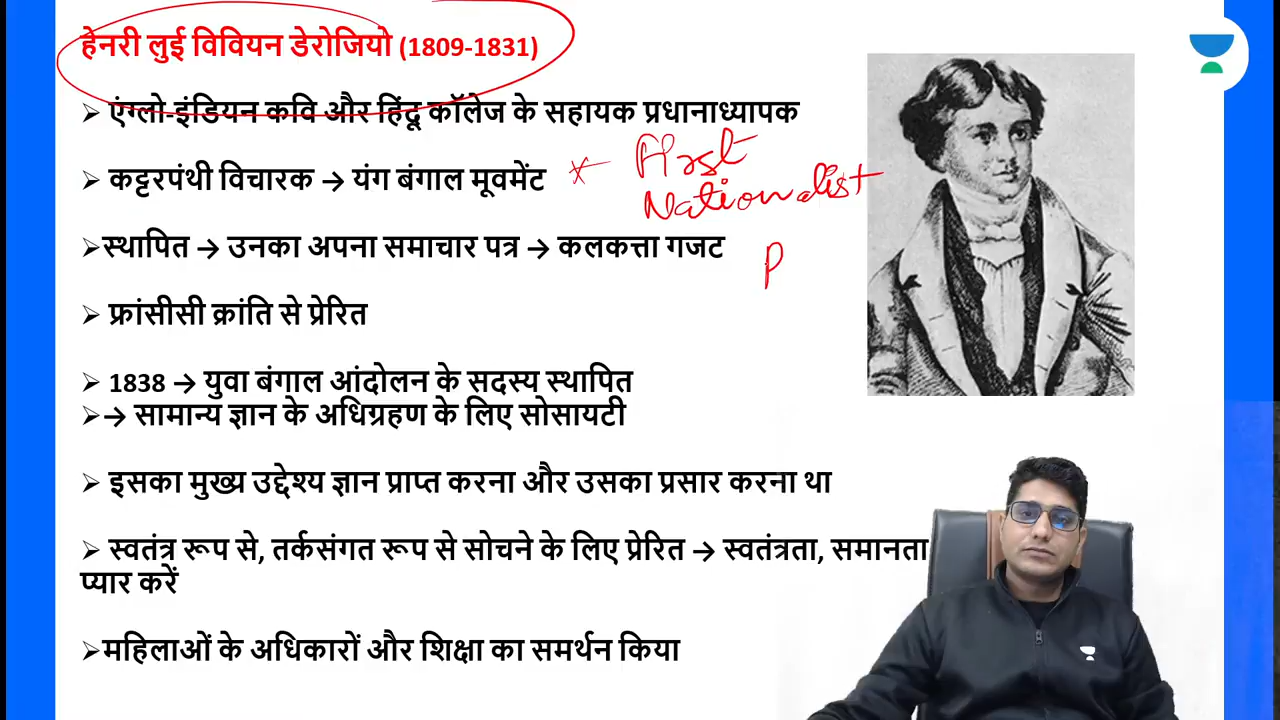 हेनरी लुई विवियन डेरोजियो (1809-1831)
➢ एंग्लो-इंडियन कवि और हिंदू कॉलेज के सहायक प्रधानाध्यापक
➢ कट्टरपंथी विचारक → यंग बंगाल मूवमेंट
* First
Nationalist
➢स्थापित → उनका अपना समाचार पत्र → कलकत्ता गजट
P
➢ फ्रांसीसी क्रांति से प्रेरित
➢ 1838 → युवा बंगाल आंदोलन के सदस्य स्थापित
➢→ सामान्य ज्ञान के अधिग्रहण के लिए सोसायटी
➢ इसका मुख्य उद्देश्य ज्ञान प्राप्त करना और उसका प्रसार करना था
➢ स्वतंत्र रूप से, तर्कसंगत रूप से सोचने के लिए प्रेरित → स्वतंत्रता, समानता
प्यार करें
➢महिलाओं के अधिकारों और शिक्षा का समर्थन किया